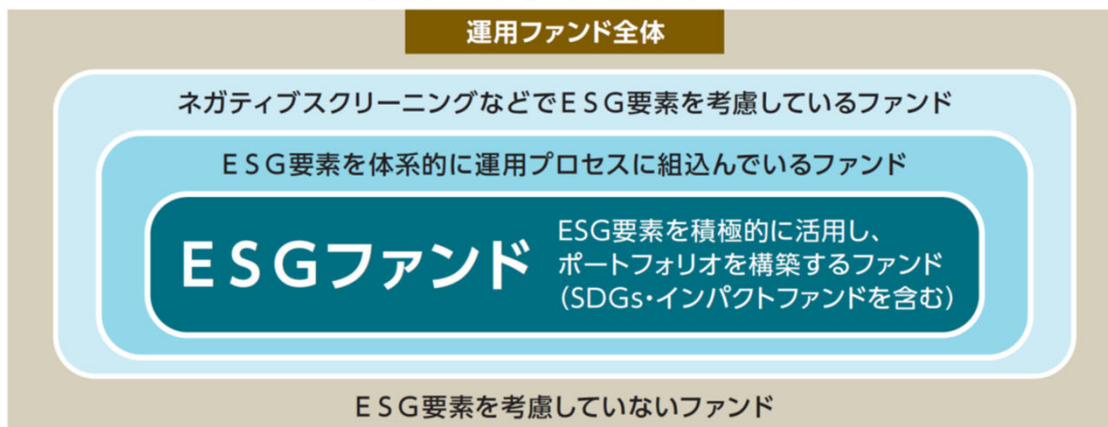 運用ファンド全体
ネガティブスクリーニングなどでESG要素を考慮しているファンド
ESG要素を体系的に運用プロセスに組込んでいるファンド
ESGファンド
ESG要素を積極的に活用し、
ポートフォリオを構築するファンド
(SDGs・インパクトファンドを含む)
ESG要素を考慮していないファンド